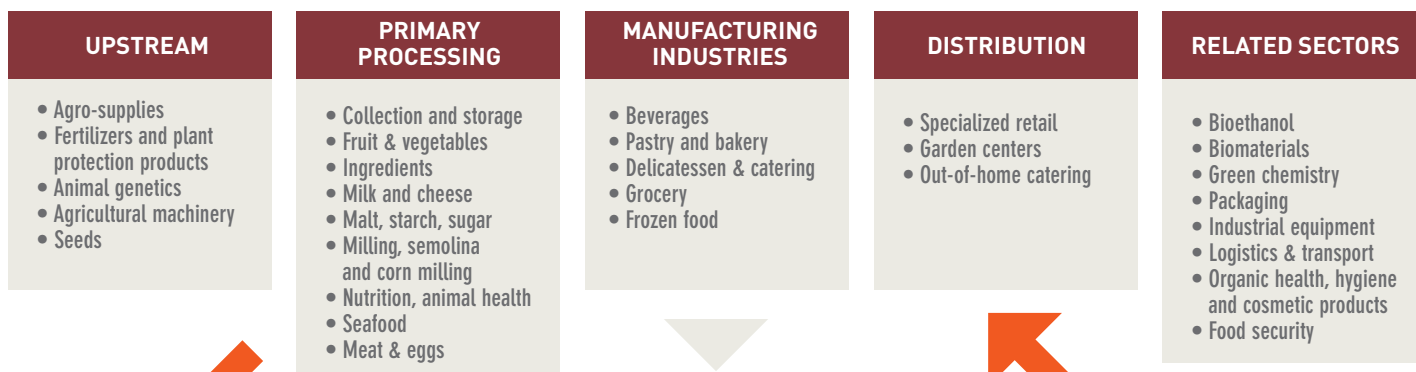 UPSTREAM
• Agro-supplies
• Fertilizers and plant
protection products
• Animal genetics
• Agricultural machinery
• Seeds
PRIMARY
PROCESSING
• Collection and storage
• Fruit & vegetables
• Ingredients
• Milk and cheese
• Malt, starch, sugar
• Milling, semolina
and corn milling
• Nutrition, animal health
• Seafood
• Meat & eggs
MANUFACTURING
INDUSTRIES
• Beverages
• Pastry and bakery
• Delicatessen & catering
• Grocery
• Frozen food
DISTRIBUTION
• Specialized retail
• Garden centers
• Out-of-home catering
RELATED SECTORS
• Bioethanol
• Biomaterials
• Green chemistry
• Packaging
• Industrial equipment
• Logistics & transport
• Organic health, hygiene
and cosmetic products
• Food security